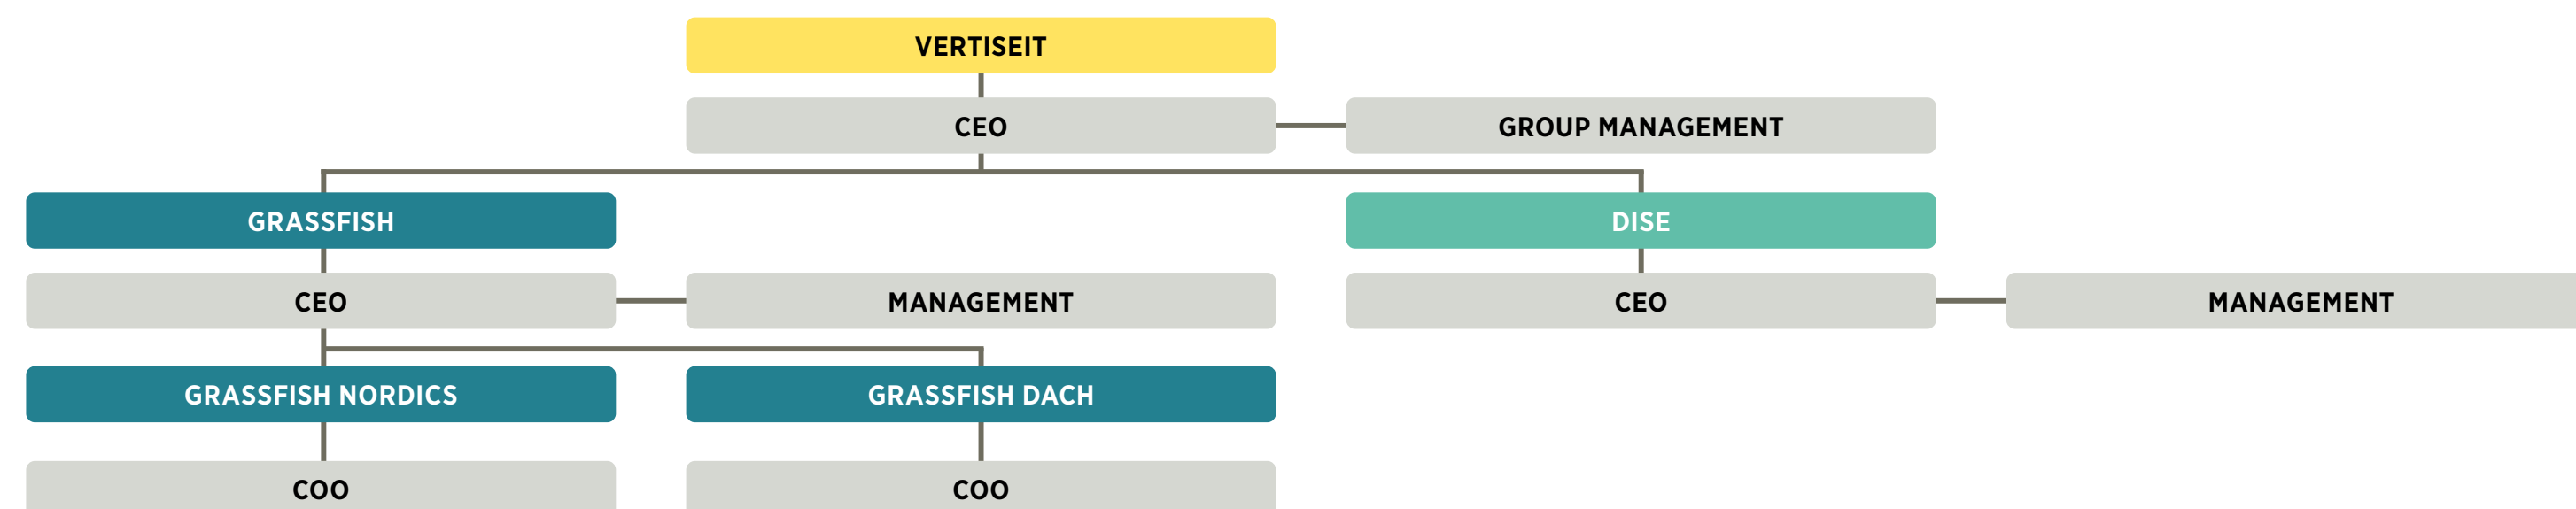 VERTISEIT
CEO
GROUP MANAGEMENT
GRASSFISH
DISE
CEO
MANAGEMENT
CEO
MANAGEMENT
GRASSFISH NORDICS
GRASSFISH DACH
COO
COO